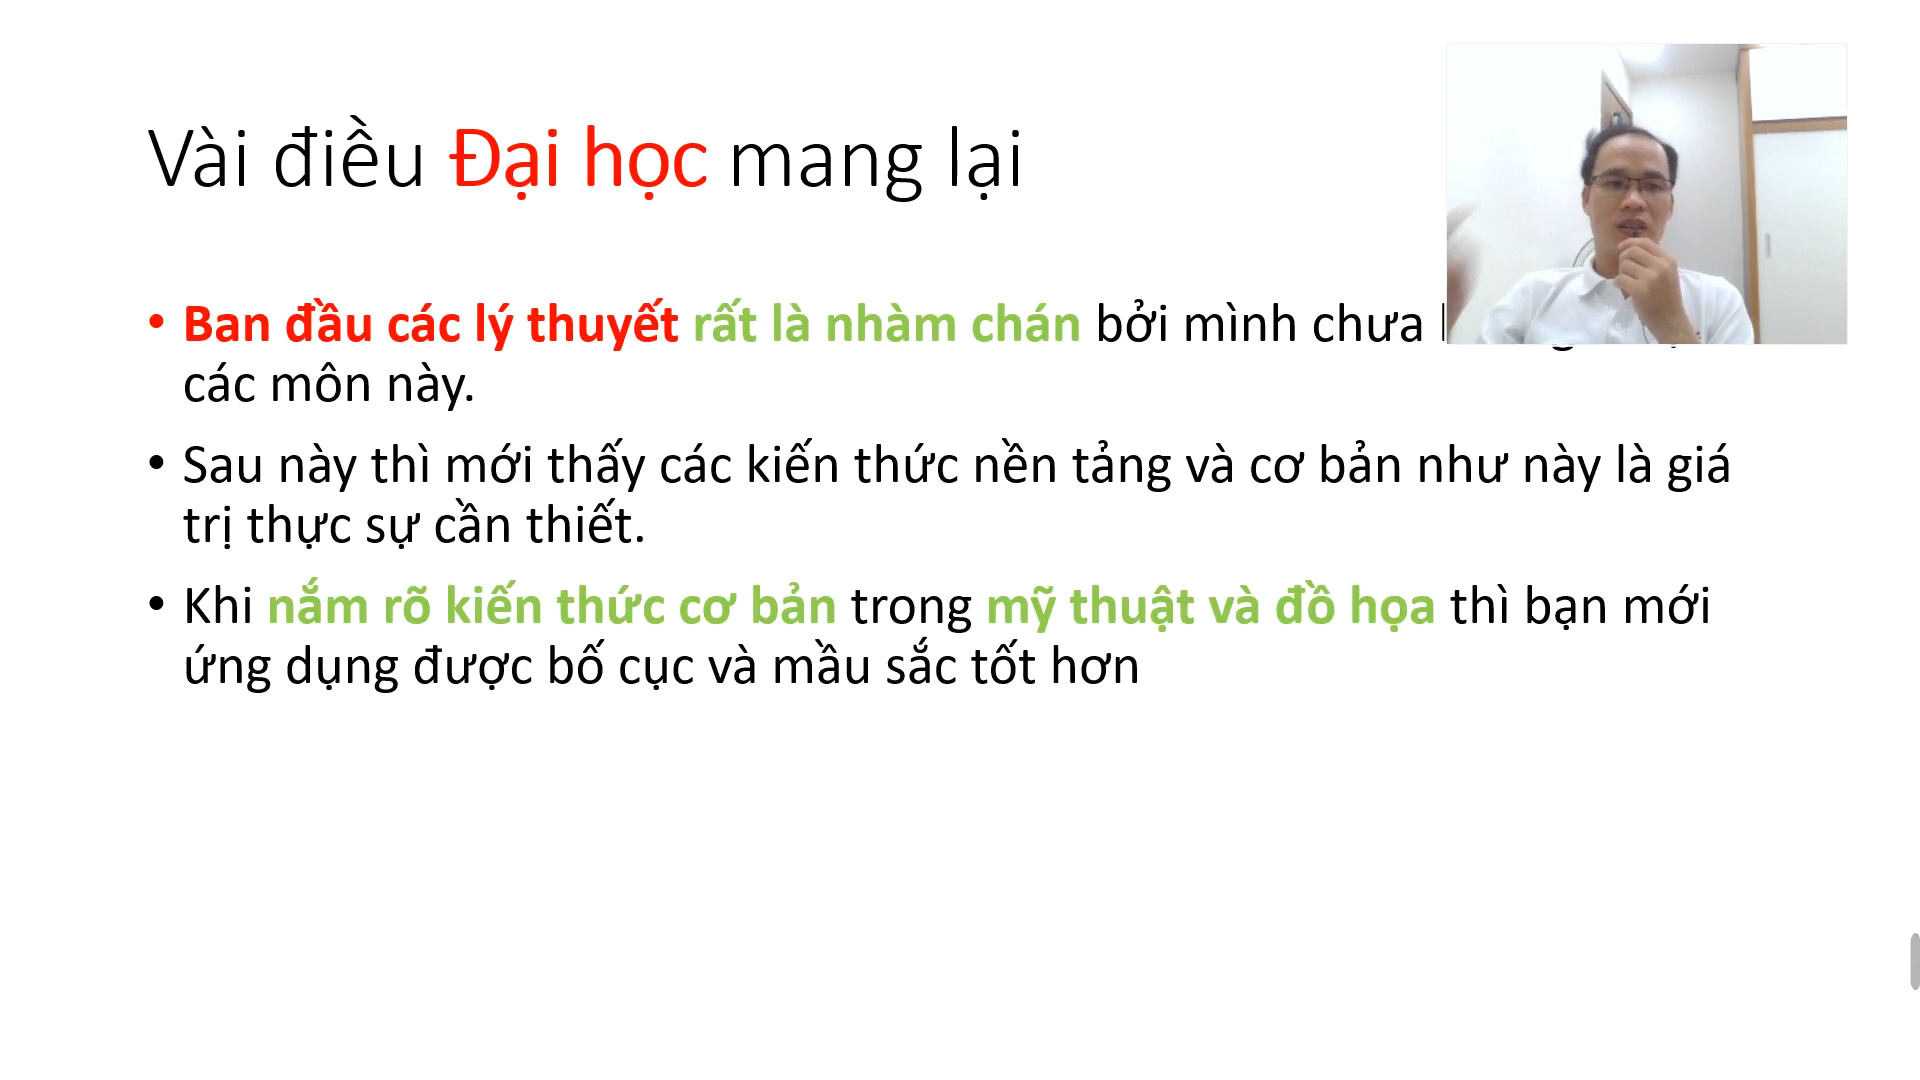 Vài điều Đại học mang lại
• Ban đầu các lý thuyết rất là nhàm chán bởi mình chưa
các môn này.
• Sau này thì mới thấy các kiến thức nền tảng và cơ bản như này là giá
trị thực sự cần thiết.
• Khi nắm rõ kiến thức cơ bản trong mỹ thuật và đồ họa thì bạn mới
ứng dụng được bố cục và mầu sắc tốt hơn